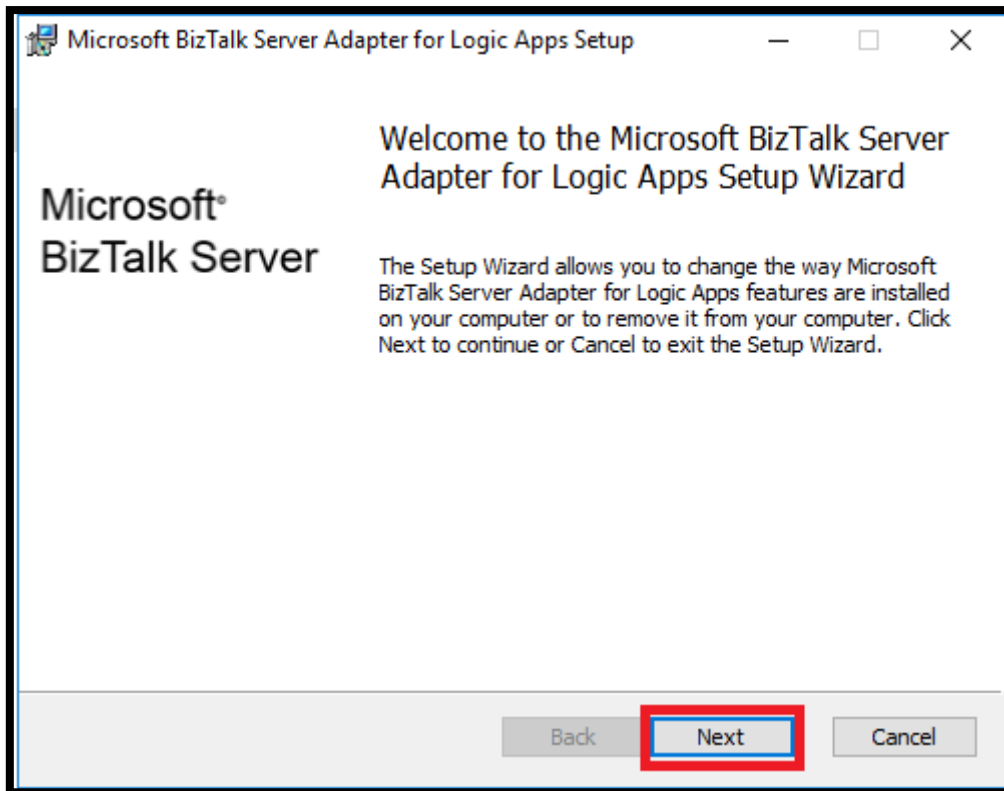 Microsoft BizTalk Server Adapter for Logic Apps Setup
Welcome to the Microsoft BizTalk Server
Adapter for Logic Apps Setup Wizard
Microsoft®
BizTalk Server
The Setup Wizard allows you to change the way Microsoft
BizTalk Server Adapter for Logic Apps features are installed
on your computer or to remove it from your computer. Click
Next to continue or Cancel to exit the Setup Wizard.
Back
Next
Cancel